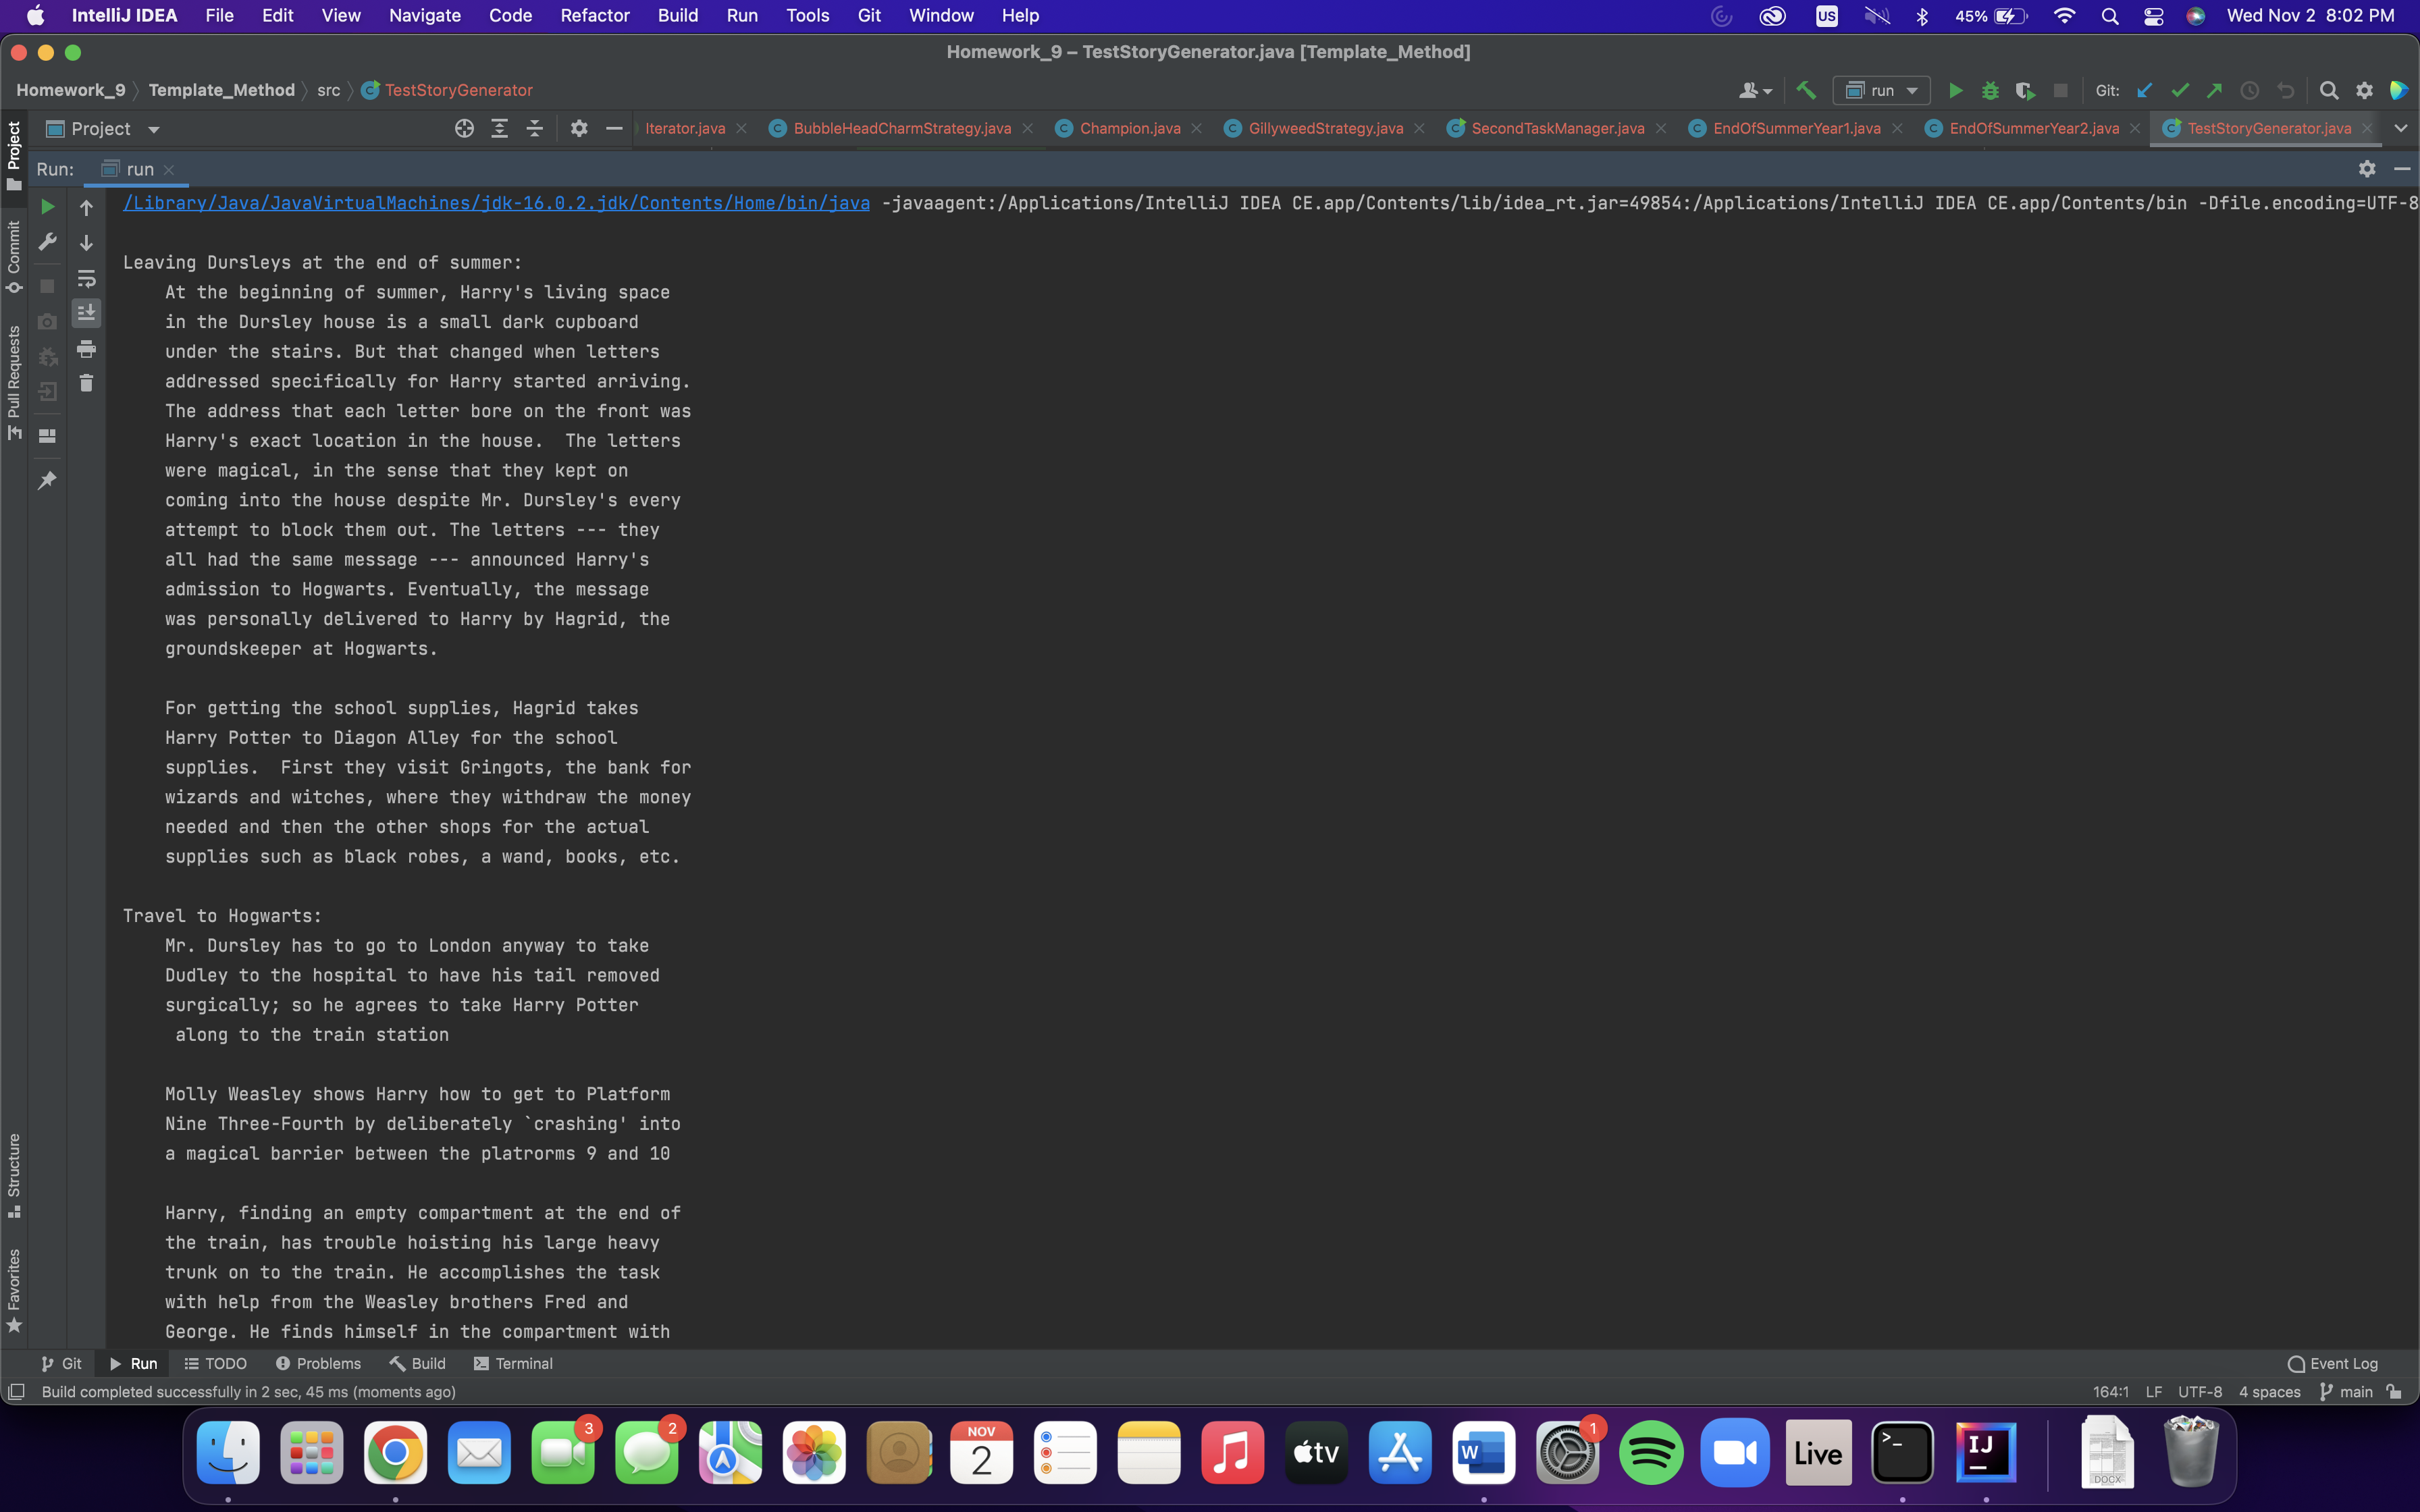 IntelliJ IDEA File Edit View Navigate Code Refactor Build Run Tools Git Window Help US 45% Wed Nov 2 8:02 PM
Homework_9 – TestStoryGenerator.java [Template_Method]
Homework_9 Template_Method src TestStoryGenerator run Git:
Project Iterator.java BubbleHeadCharmStrategy.java Champion.java GillyweedStrategy.java SecondTaskManager.java EndOfSummerYear1.java EndOfSummerYear2.java TestStoryGenerator.java
Run: run
Project
Commit
Pull Requests
Structure
Favorites
/Library/Java/JavaVirtualMachines/jdk-16.0.2.jdk/Contents/Home/bin/java -javaagent:/Applications/IntelliJ IDEA CE.app/Contents/lib/idea_rt.jar=49854:/Applications/IntelliJ IDEA CE.app/Contents/bin -Dfile.encoding=UTF-8
Leaving Dursleys at the end of summer:
At the beginning of summer, Harry's living space
in the Dursley house is a small dark cupboard
under the stairs. But that changed when letters
addressed specifically for Harry started arriving.
The address that each letter bore on the front was
Harry's exact location in the house.  The letters
were magical, in the sense that they kept on
coming into the house despite Mr. Dursley's every
attempt to block them out. The letters --- they
all had the same message --- announced Harry's
admission to Hogwarts. Eventually, the message
was personally delivered to Harry by Hagrid, the
groundskeeper at Hogwarts.
For getting the school supplies, Hagrid takes
Harry Potter to Diagon Alley for the school
supplies.  First they visit Gringots, the bank for
wizards and witches, where they withdraw the money
needed and then the other shops for the actual
supplies such as black robes, a wand, books, etc.
Travel to Hogwarts:
Mr. Dursley has to go to London anyway to take
Dudley to the hospital to have his tail removed
surgically; so he agrees to take Harry Potter
along to the train station
Molly Weasley shows Harry how to get to Platform
Nine Three-Fourth by deliberately `crashing' into
a magical barrier between the platrorms 9 and 10
Harry, finding an empty compartment at the end of
the train, has trouble hoisting his large heavy
trunk on to the train. He accomplishes the task
with help from the Weasley brothers Fred and
George. He finds himself in the compartment with
Git Run TODO Problems Build Terminal Event Log
Build completed successfully in 2 sec, 45 ms (moments ago) 164:1 LF UTF-8 4 spaces main
3 2 NOV 2 tv W 1 Live >_ IJ DOCX